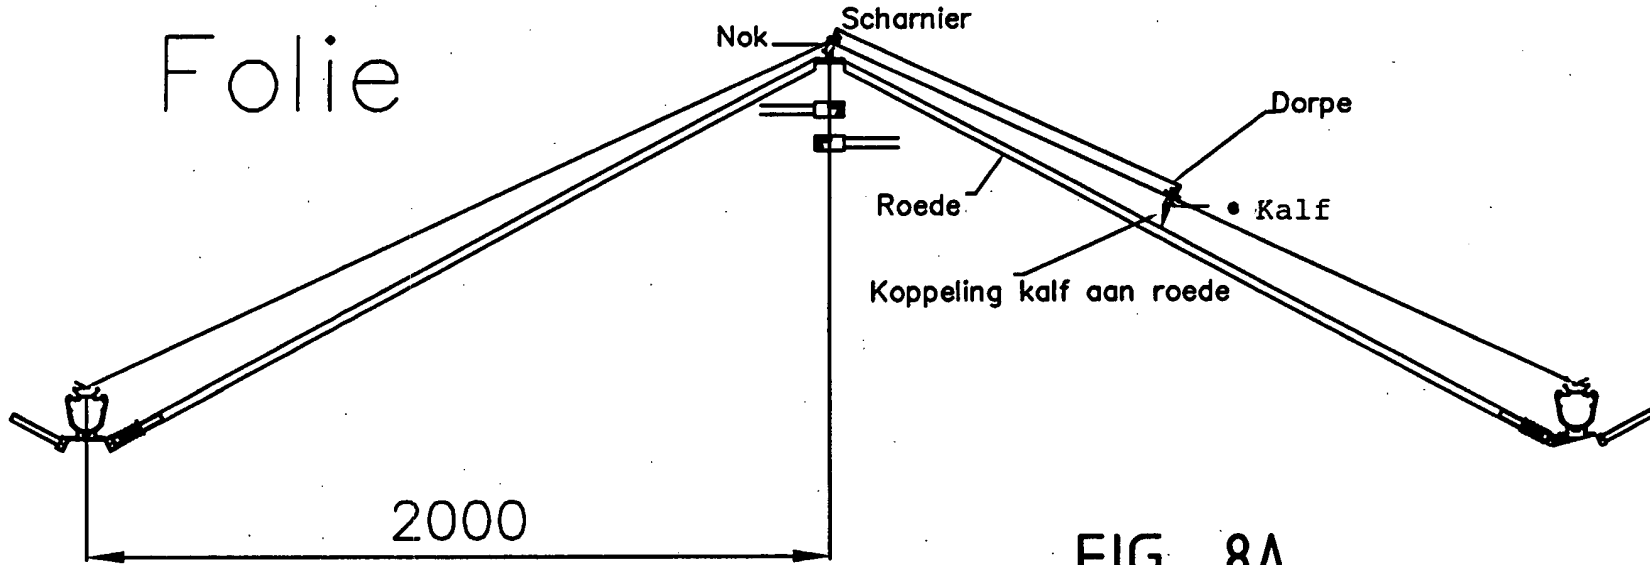 Folie
Scharnier
Nok
Dorpe
Roede
• Kalf
Koppeling kalf aan roede
2000
FIG. 8A